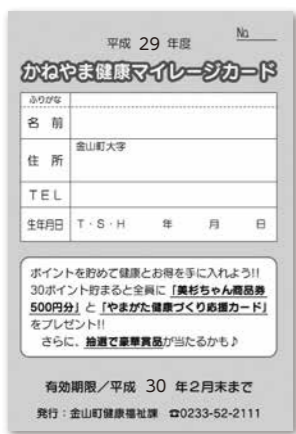 No.
平成 29 年度
かねやま健康マイレージカード
ふりがな
名 前
住 所
金山町大字
TEL
生年月日 T・S・H 年 月 日
ポイントを貯めて健康とお得を手に入れよう!!
30ポイント貯まると全員に「美杉ちゃん商品券
500円分」と「やまがた健康づくり応援カード」
をプレゼント!!
さらに、抽選で豪華賞品が当たるかも♪
有効期限/平成 30 年2月末まで
発行:金山町健康福祉課 ☎0233-52-2111